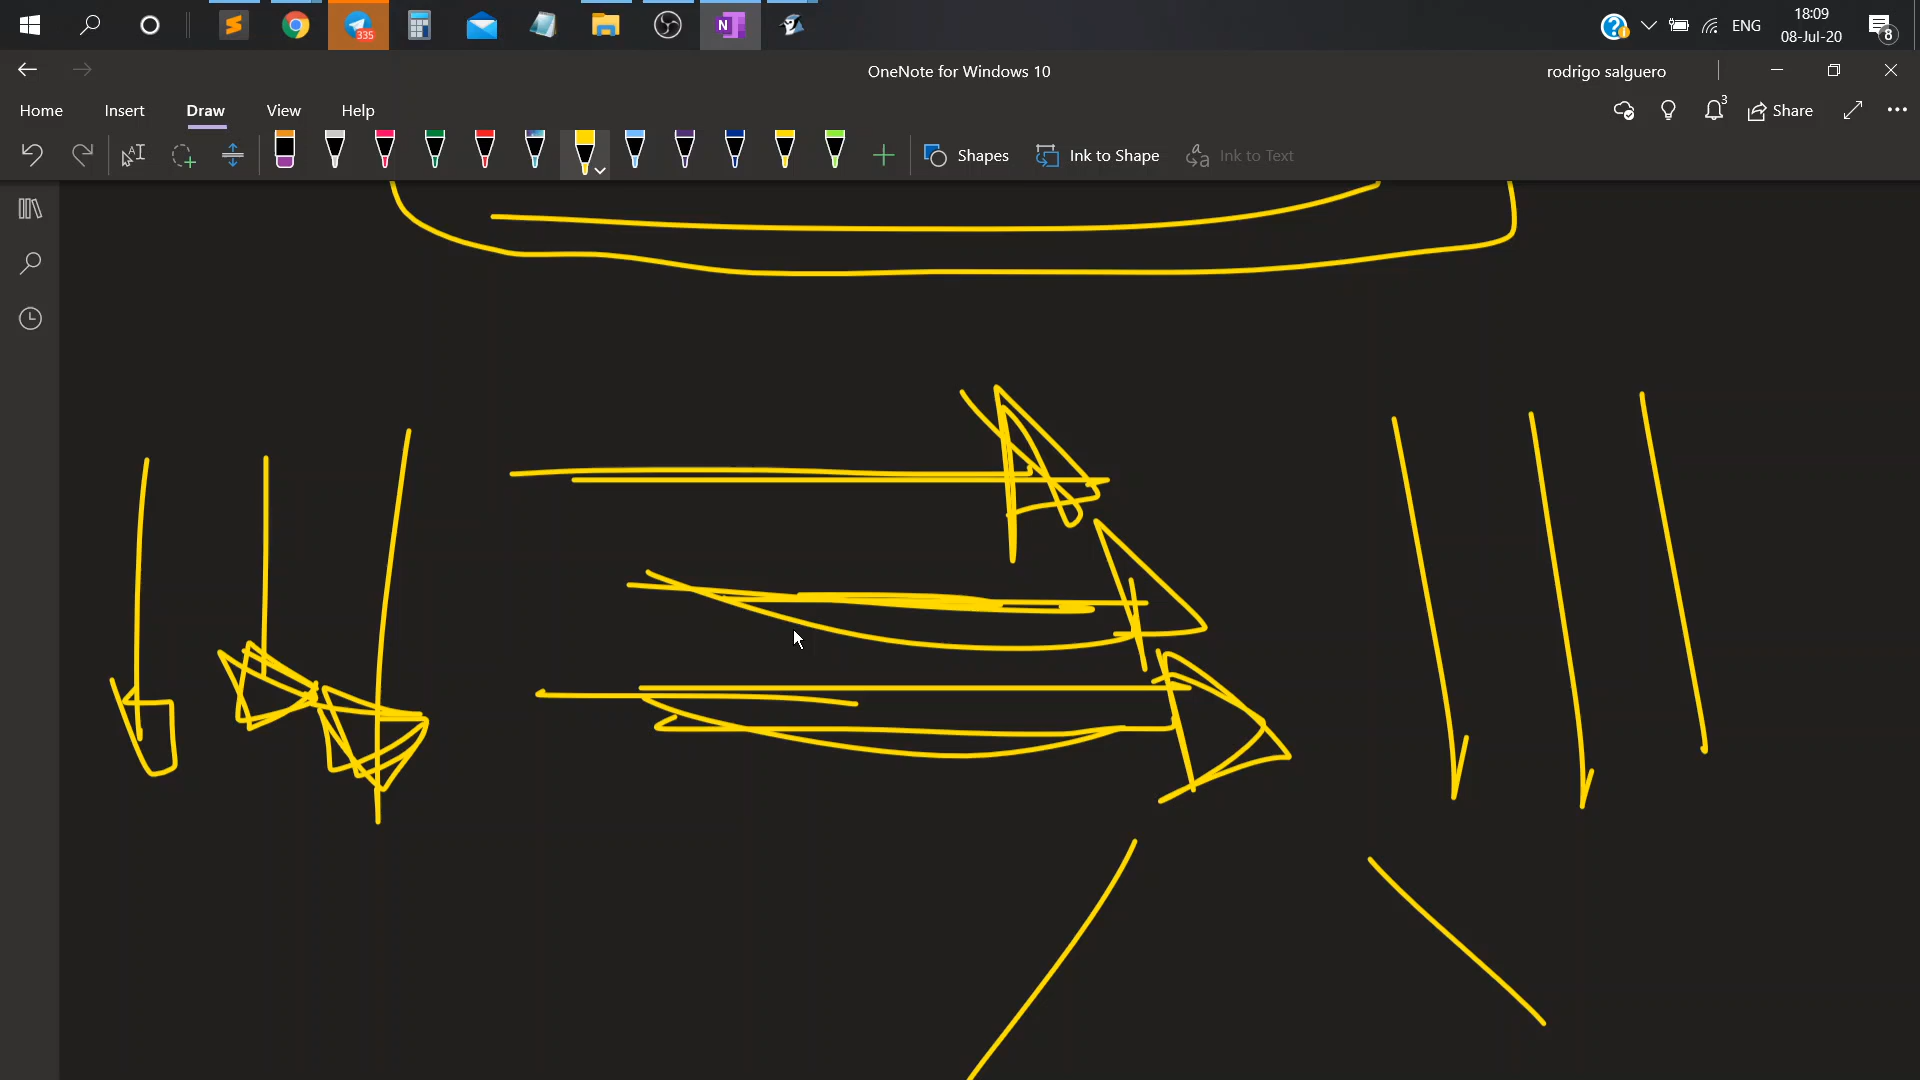 335
ENG
18:09
08-Jul-20
8
OneNote for Windows 10
rodrigo salguero
Home
Insert
Draw
View
Help
3
Share
Shapes
Ink to Shape
Ink to Text